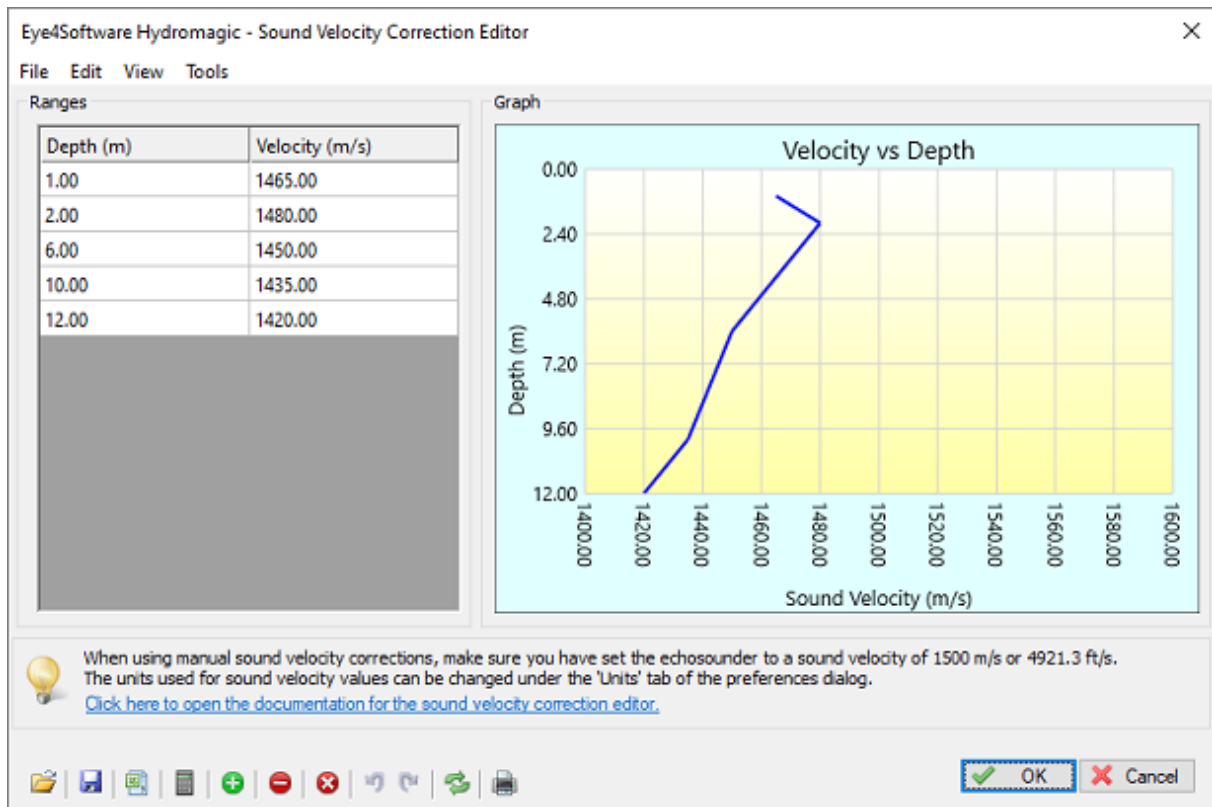 Eye4Software Hydromagic - Sound Velocity Correction Editor
File Edit View Tools
Ranges
Depth (m) Velocity (m/s)
1.00 1465.00
2.00 1480.00
6.00 1450.00
10.00 1435.00
12.00 1420.00
Graph
Velocity vs Depth
0.00
2.40
4.80
7.20
9.60
12.00
Depth (m)
1400.00 1420.00 1440.00 1460.00 1480.00 1500.00 1520.00 1540.00 1560.00 1580.00 1600.00
Sound Velocity (m/s)
When using manual sound velocity corrections, make sure you have set the echosounder to a sound velocity of 1500 m/s or 4921.3 ft/s.
The units used for sound velocity values can be changed under the 'Units' tab of the preferences dialog.
Click here to open the documentation for the sound velocity correction editor.
OK Cancel